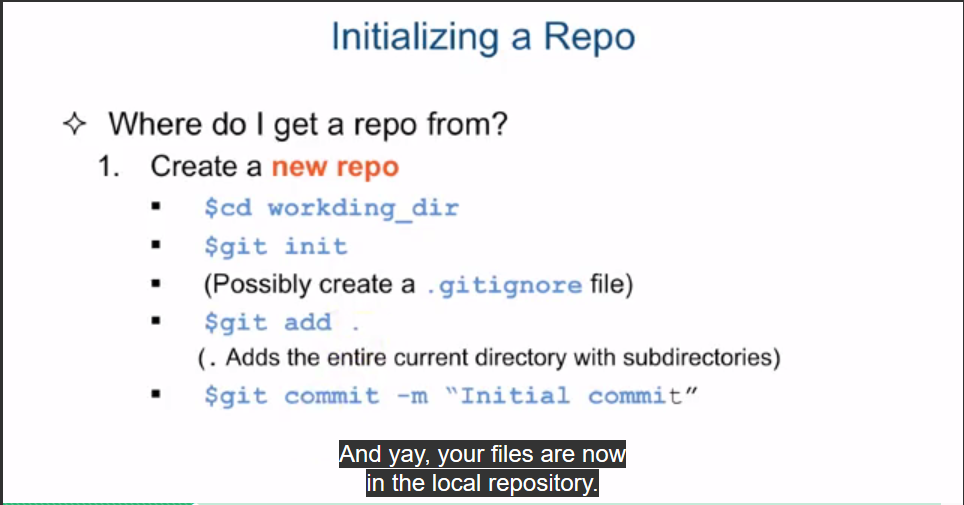 Initializing a Repo
✧ Where do I get a repo from?
1. Create a new repo
▪ $cd workding_dir
▪ $git init
▪ (Possibly create a .gitignore file)
▪ $git add .
(. Adds the entire current directory with subdirectories)
▪ $git commit -m “Initial commit”
And yay, your files are now
in the local repository.